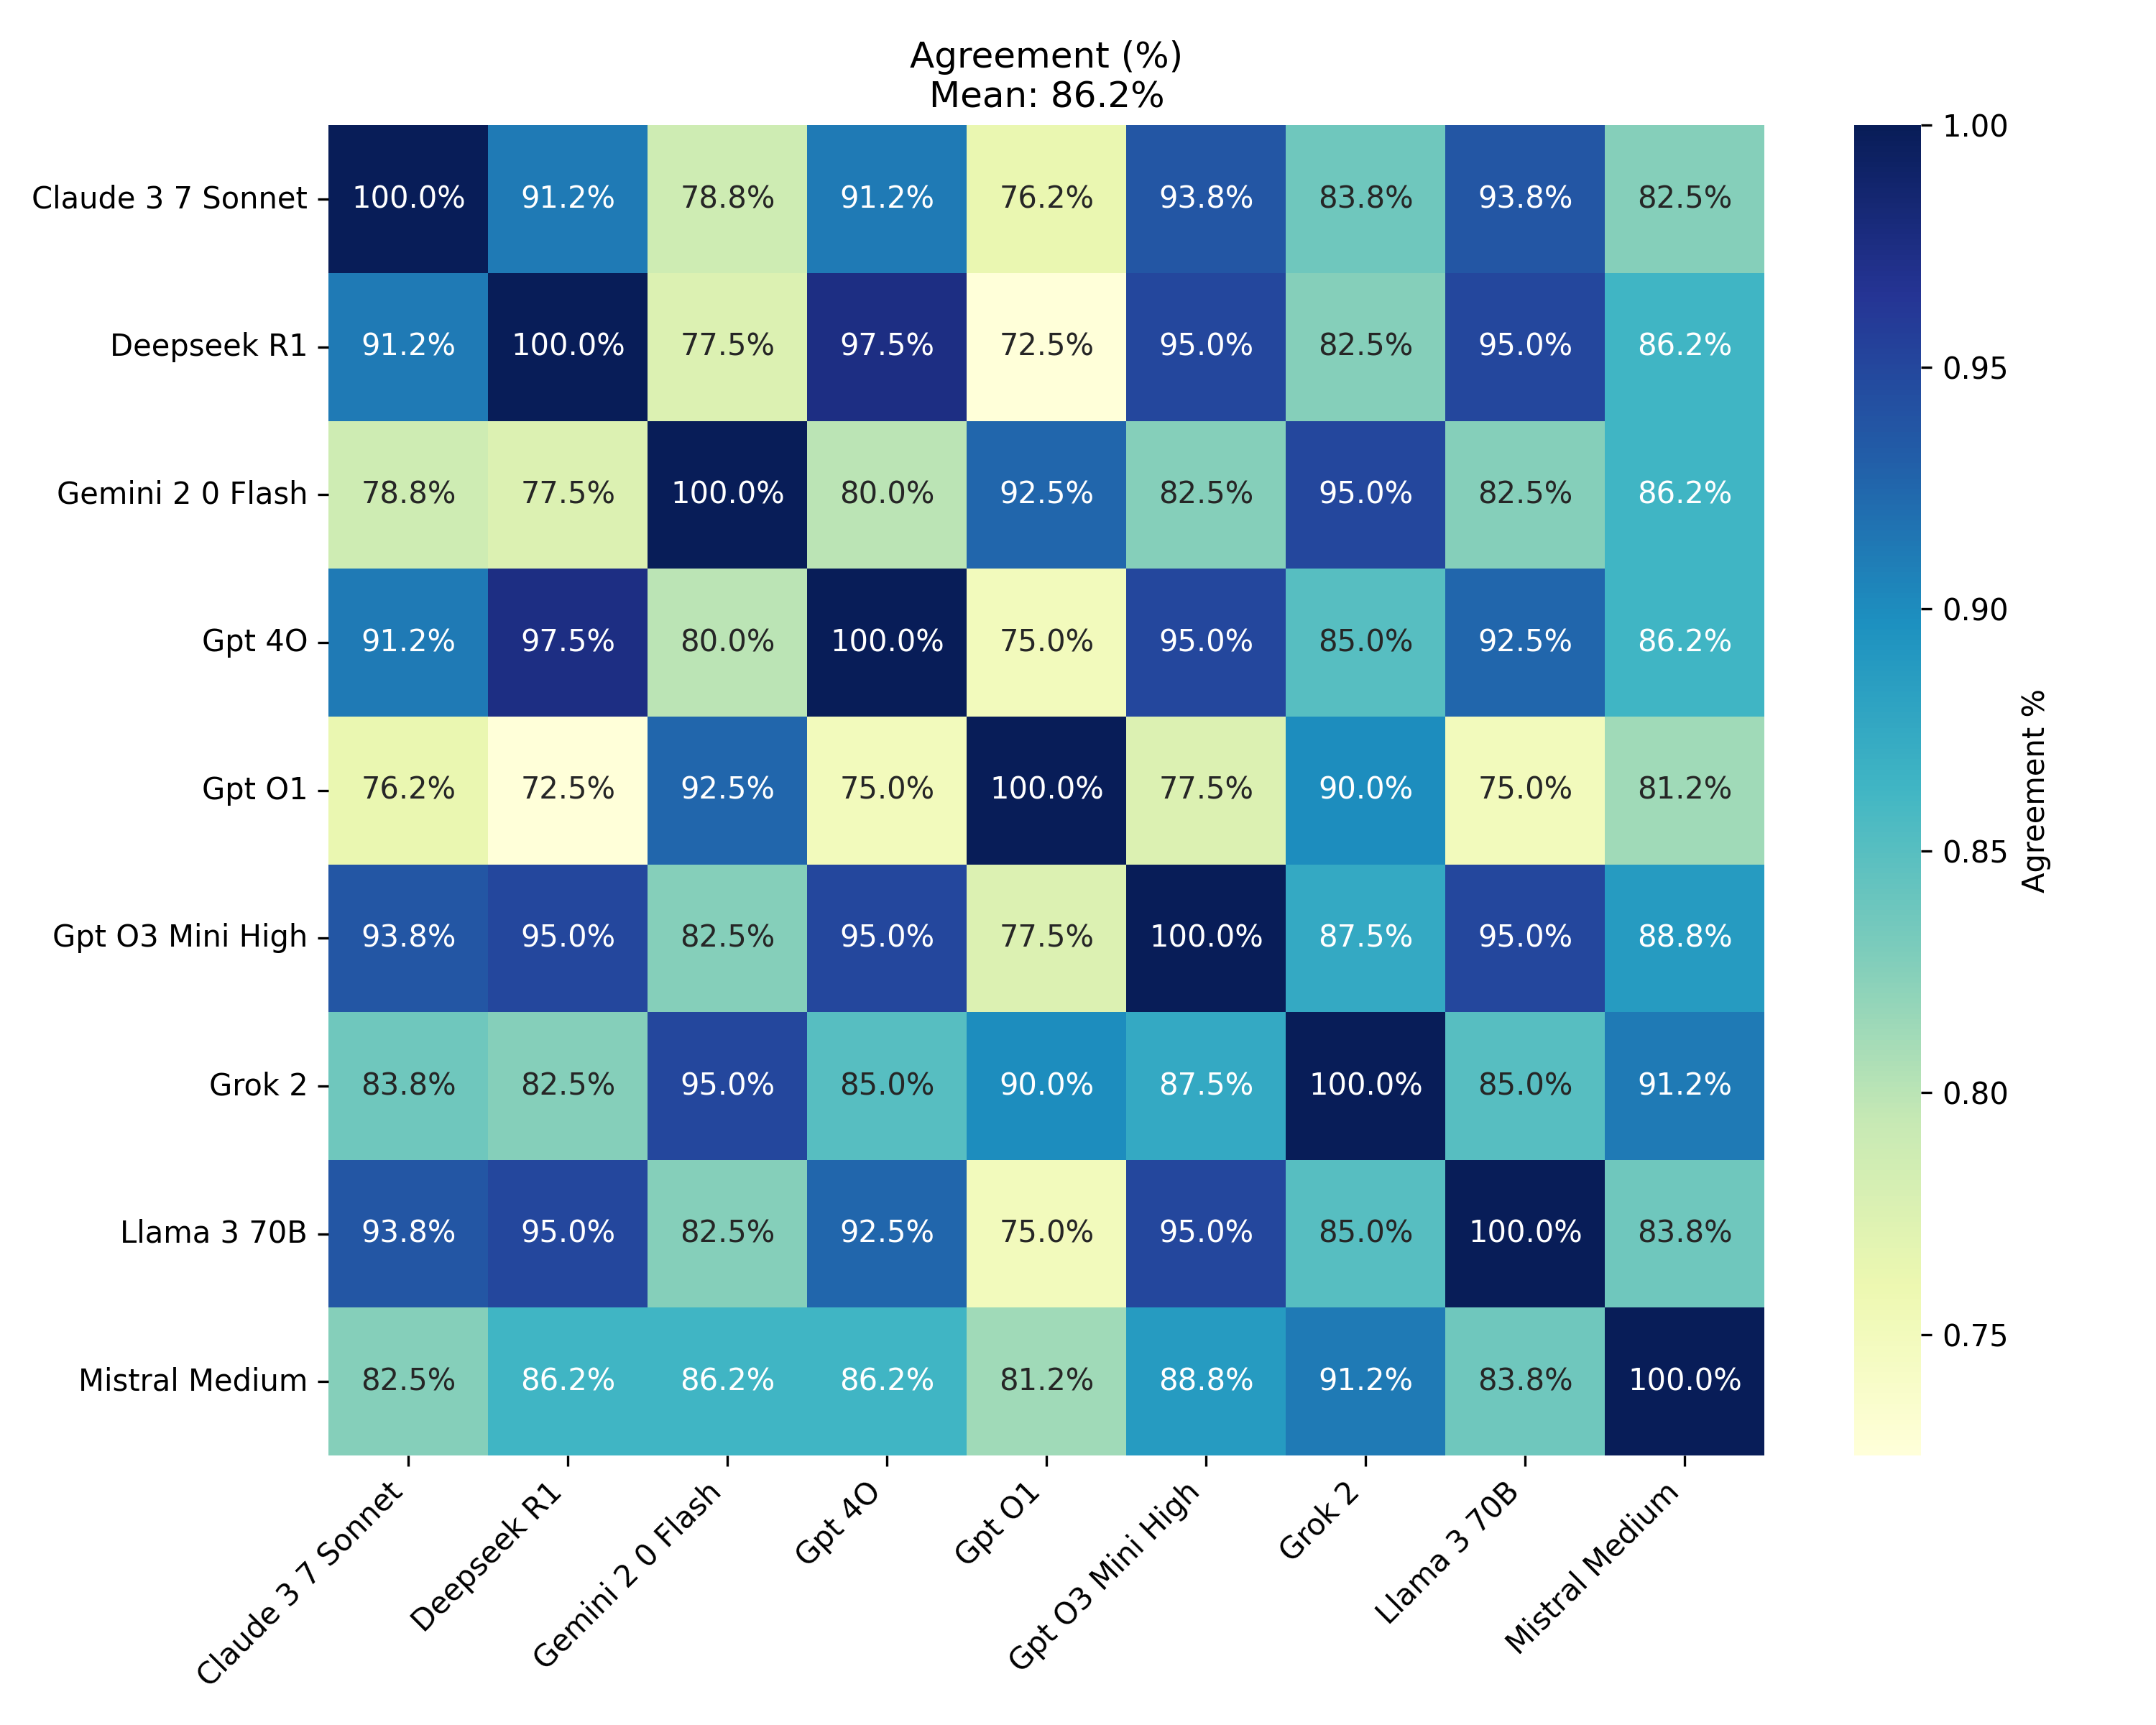 Agreement (%)
Mean: 86.2%
Claude 3 7 Sonnet 100.0% 91.2% 78.8% 91.2% 76.2% 93.8% 83.8% 93.8% 82.5%
Deepseek R1 91.2% 100.0% 77.5% 97.5% 72.5% 95.0% 82.5% 95.0% 86.2%
Gemini 2 0 Flash 78.8% 77.5% 100.0% 80.0% 92.5% 82.5% 95.0% 82.5% 86.2%
Gpt 4O 91.2% 97.5% 80.0% 100.0% 75.0% 95.0% 85.0% 92.5% 86.2%
Gpt O1 76.2% 72.5% 92.5% 75.0% 100.0% 77.5% 90.0% 75.0% 81.2%
Gpt O3 Mini High 93.8% 95.0% 82.5% 95.0% 77.5% 100.0% 87.5% 95.0% 88.8%
Grok 2 83.8% 82.5% 95.0% 85.0% 90.0% 87.5% 100.0% 85.0% 91.2%
Llama 3 70B 93.8% 95.0% 82.5% 92.5% 75.0% 95.0% 85.0% 100.0% 83.8%
Mistral Medium 82.5% 86.2% 86.2% 86.2% 81.2% 88.8% 91.2% 83.8% 100.0%
Claude 3 7 Sonnet
Deepseek R1
Gemini 2 0 Flash
Gpt 4O
Gpt O1
Gpt O3 Mini High
Grok 2
Llama 3 70B
Mistral Medium
1.00
0.95
0.90
0.85
0.80
0.75
Agreement %